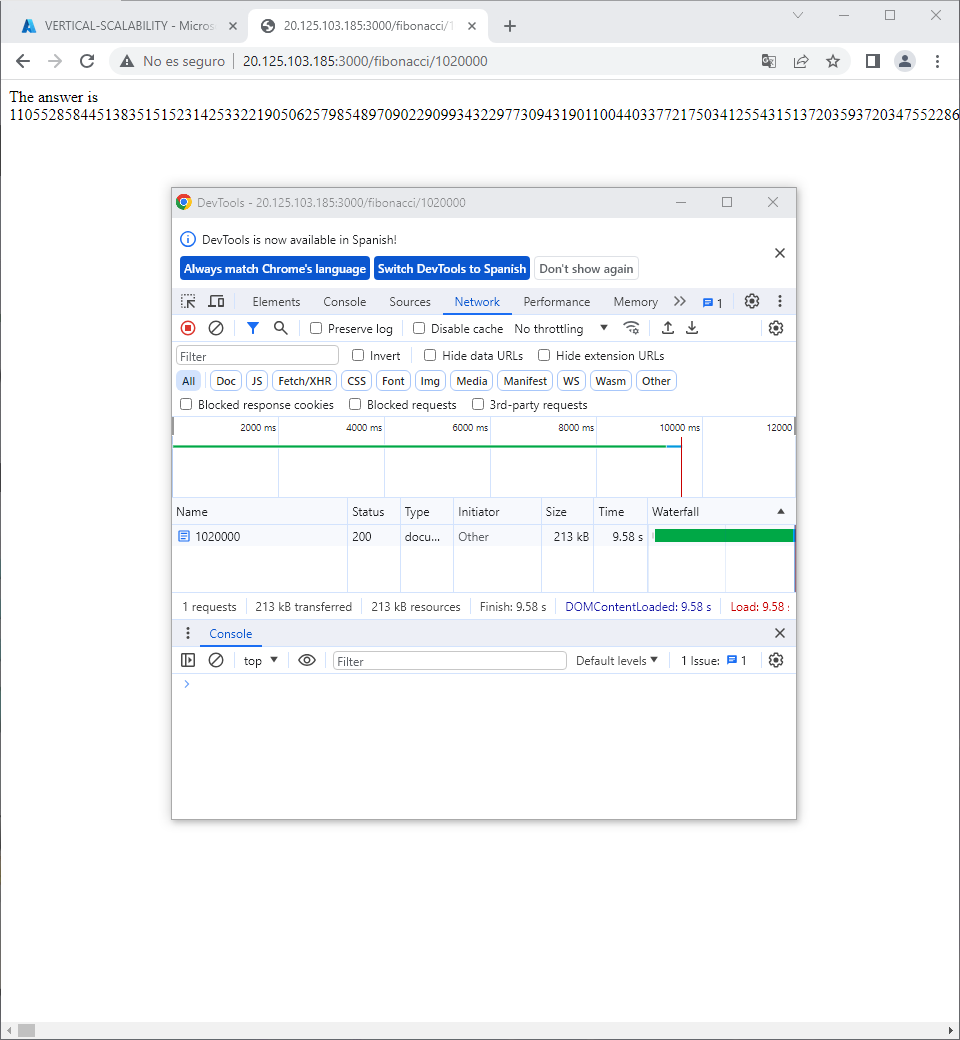 VERTICAL-SCALABILITY - Micros
20.125.103.185:3000/fibonacci/1
No es seguro 20.125.103.185:3000/fibonacci/1020000
The answer is
DevTools - 20.125.103.185:3000/fibonacci/1020000
DevTools is now available in Spanish!
Always match Chrome's language Switch DevTools to Spanish Don't show again
Elements Console Sources Network Performance Memory 1
Preserve log Disable cache No throttling
Filter Invert Hide data URLs Hide extension URLs
All Doc JS Fetch/XHR CSS Font Img Media Manifest WS Wasm Other
Blocked response cookies Blocked requests 3rd-party requests
2000 ms 4000 ms 6000 ms 8000 ms 10000 ms 12000
Name Status Type Initiator Size Time Waterfall
1020000 200 docu... Other 213 kB 9.58 s
1 requests 213 kB transferred 213 kB resources Finish: 9.58 s DOMContentLoaded: 9.58 s Load: 9.58 s
Console
top Filter Default levels 1 Issue: 1